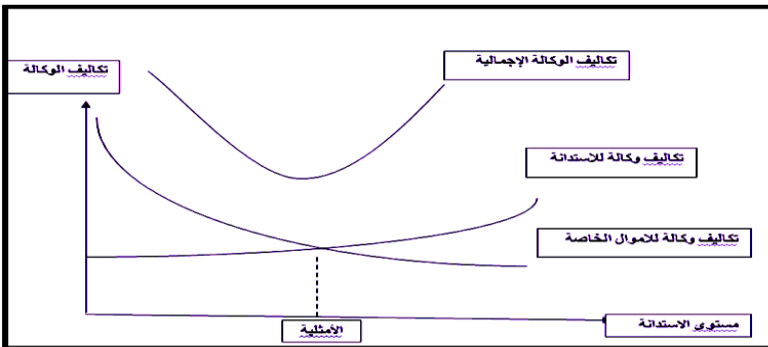 تكاليف الوكالة الإجمالية
تكاليف الوكالة
تكاليف وكالة للاستدانة
تكاليف وكالة للاموال الخاصة
مستوى الاستدانة
الأمثلية